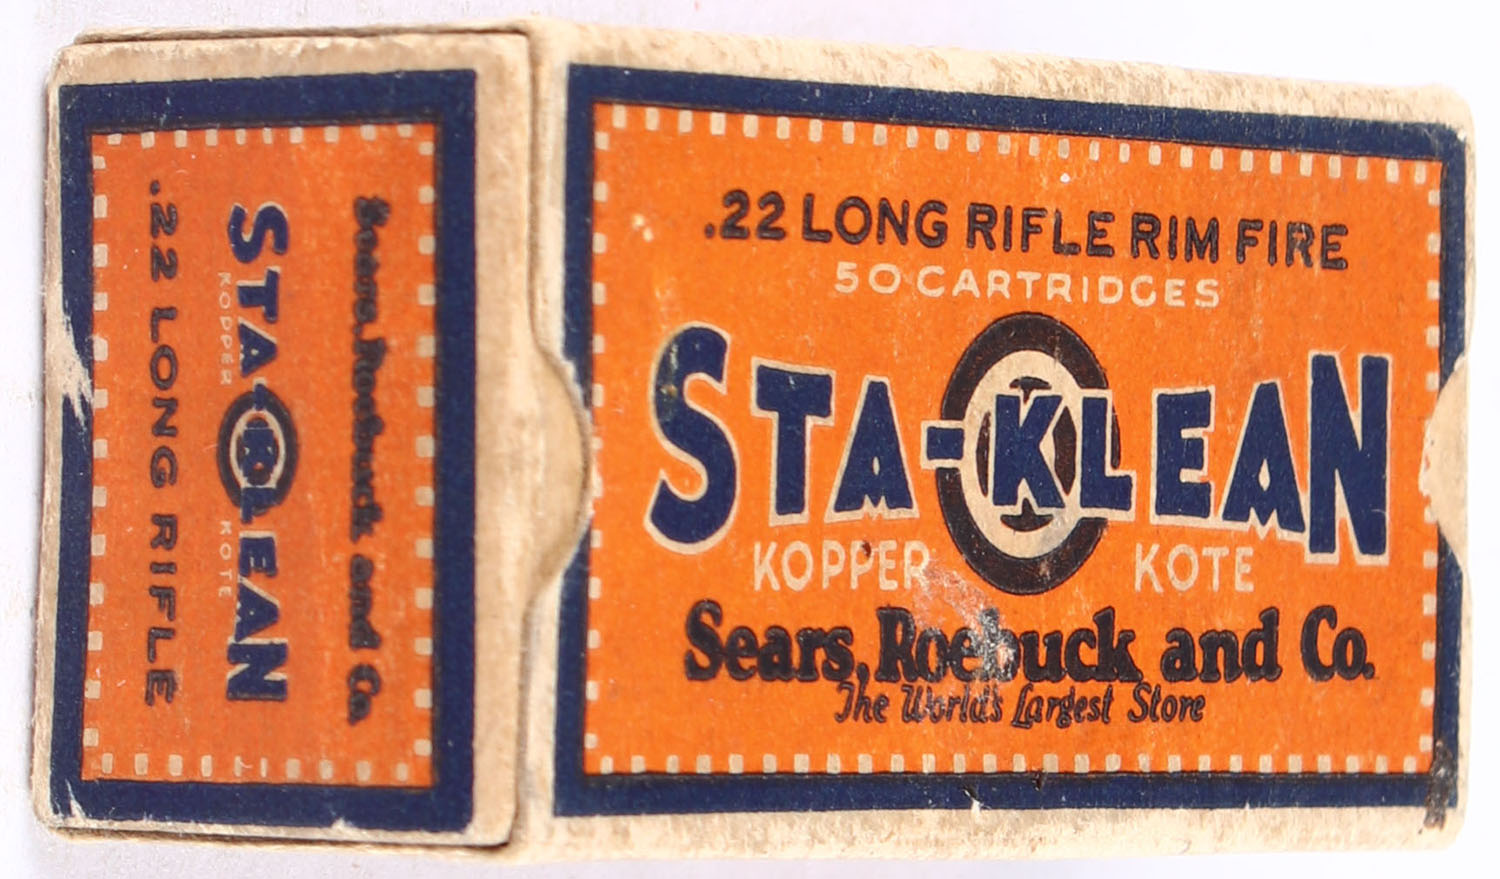 .22 LONG RIFLE RIM FIRE
50 CARTRIDGES
STA-KLEAN
KOPPER KOTE
Sears, Roebuck and Co.
The World's Largest Store
Sears, Roebuck and Co.
STA-KLEAN
KOPPER KOTE
.22 LONG RIFLE